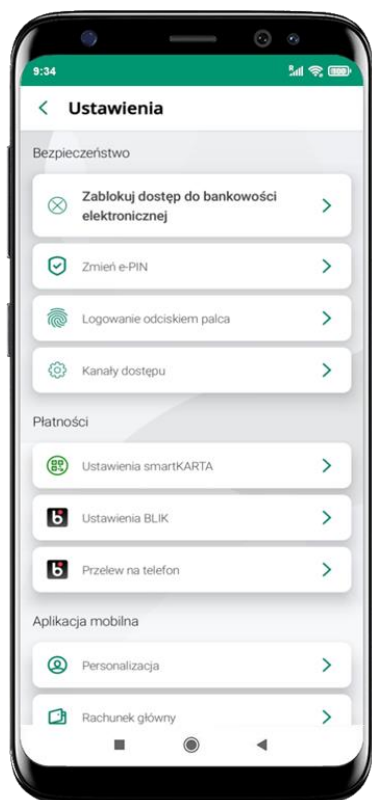 9:34
Ustawienia
Bezpieczeństwo
Zablokuj dostęp do bankowości
elektronicznej
Zmień e-PIN
Logowanie odciskiem palca
Kanały dostępu
Płatności
Ustawienia smartKARTA
Ustawienia BLIK
Przelew na telefon
Aplikacja mobilna
Personalizacja
Rachunek główny